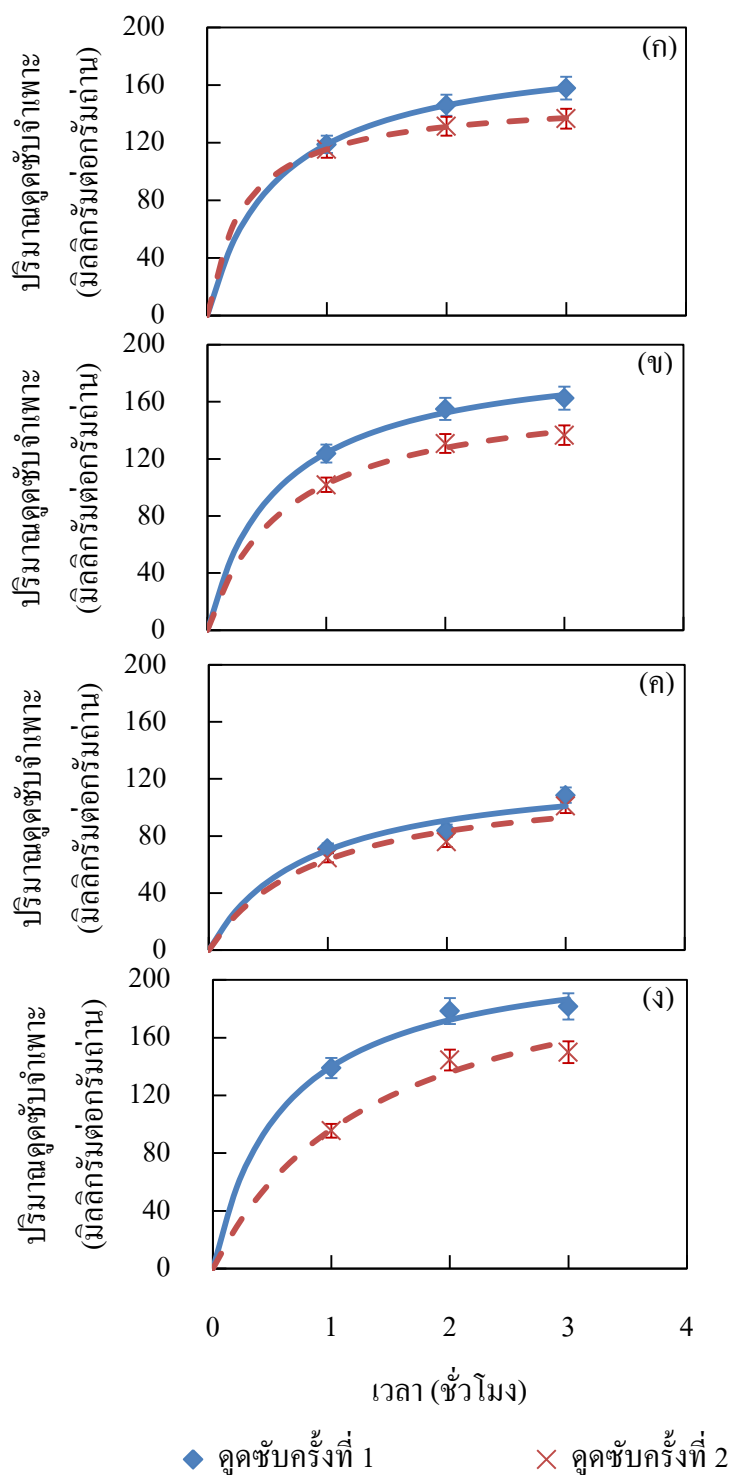 ปริมาณดูดซับจำเพาะ
(มิลลิกรัมต่อกรัมถ่าน)
200
160
120
80
40
0
(ก)
ปริมาณดูดซับจำเพาะ
(มิลลิกรัมต่อกรัมถ่าน)
200
160
120
80
40
0
(ข)
ปริมาณดูดซับจำเพาะ
(มิลลิกรัมต่อกรัมถ่าน)
200
160
120
80
40
0
(ค)
ปริมาณดูดซับจำเพาะ
(มิลลิกรัมต่อกรัมถ่าน)
200
160
120
80
40
0
(ง)
0 1 2 3 4
เวลา (ชั่วโมง)
ดูดซับครั้งที่ 1 ดูดซับครั้งที่ 2